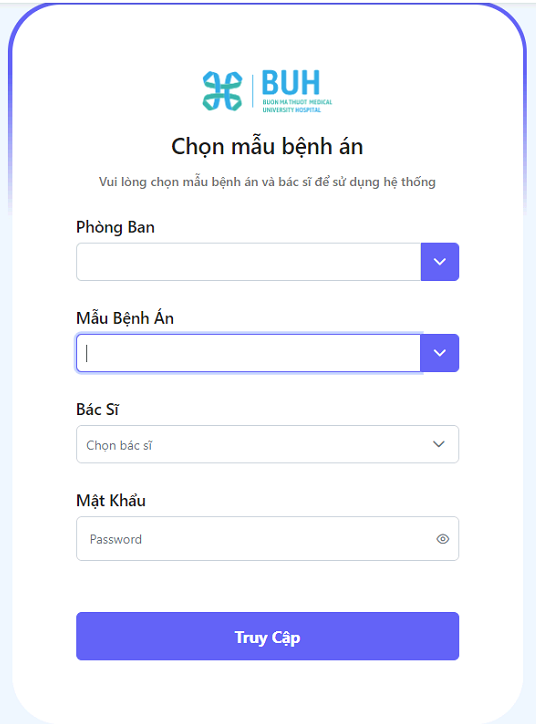 BUH
BUON MA THUOT MEDICAL
UNIVERSITY HOSPITAL
Chọn mẫu bệnh án
Vui lòng chọn mẫu bệnh án và bác sĩ để sử dụng hệ thống
Phòng Ban
Mẫu Bệnh Án
Bác Sĩ
Chọn bác sĩ
Mật Khẩu
Password
Truy Cập